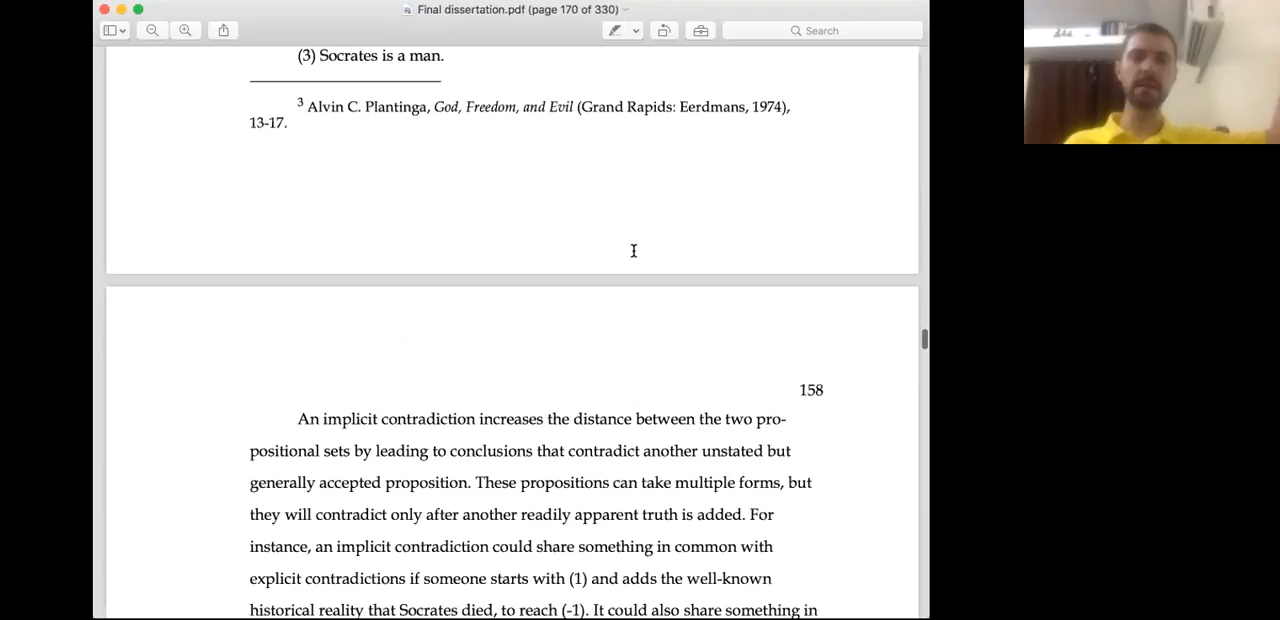 Final dissertation.pdf (page 170 of 330)
Search
(3) Socrates is a man.
3 Alvin C. Plantinga, God, Freedom, and Evil (Grand Rapids: Eerdmans, 1974),
13-17.
158
An implicit contradiction increases the distance between the two pro-
positional sets by leading to conclusions that contradict another unstated but
generally accepted proposition. These propositions can take multiple forms, but
they will contradict only after another readily apparent truth is added. For
instance, an implicit contradiction could share something in common with
explicit contradictions if someone starts with (1) and adds the well-known
historical reality that Socrates died, to reach (-1). It could also share something in